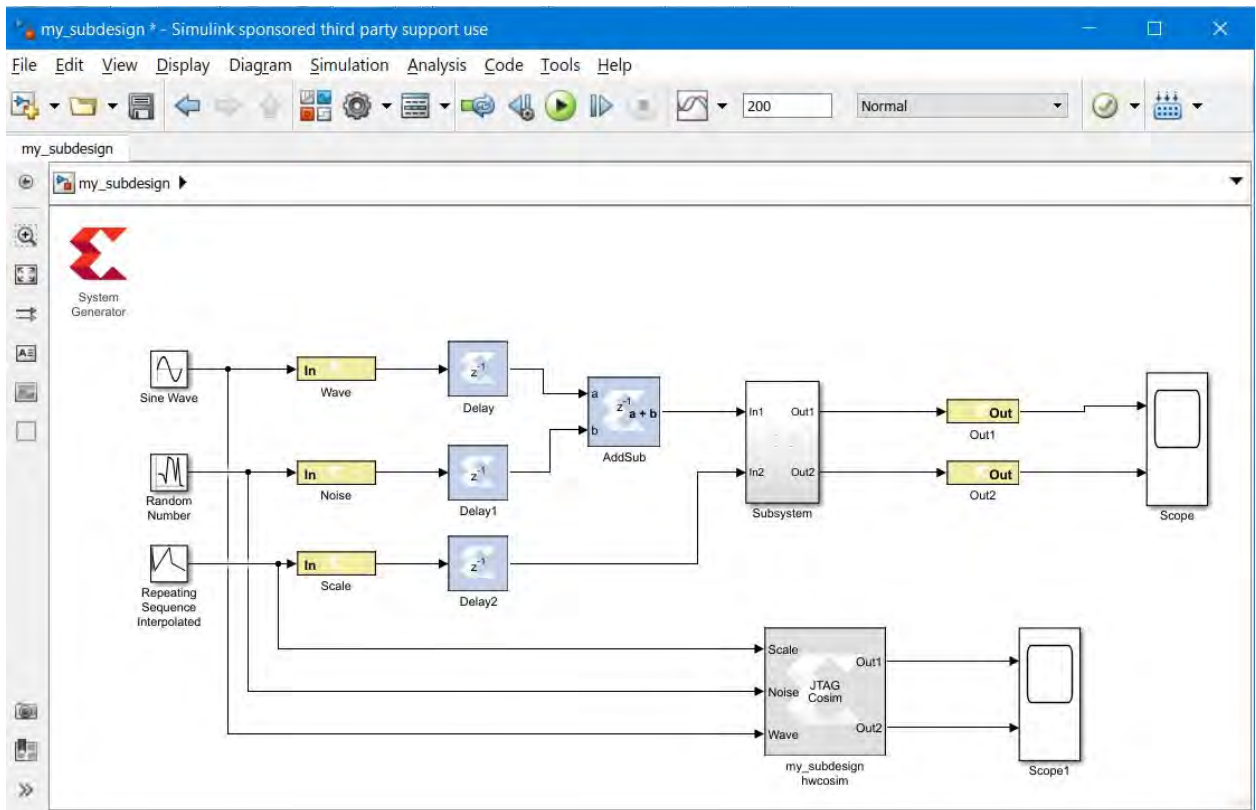 my_subdesign * - Simulink sponsored third party support use
File Edit View Display Diagram Simulation Analysis Code Tools Help
200 Normal
my_subdesign
my_subdesign
System
Generator
Sine Wave
In
Wave
z-1
Delay
a
b
z-1
a + b
AddSub
In1 Out1
In2 Out2
Subsystem
Out
Out1
Out
Out2
Scope
Random
Number
In
Noise
z-1
Delay1
Repeating
Sequence
Interpolated
In
Scale
z-1
Delay2
Scale
Noise
Wave
JTAG
Cosim
Out1
Out2
my_subdesign
hwcosim
Scope1